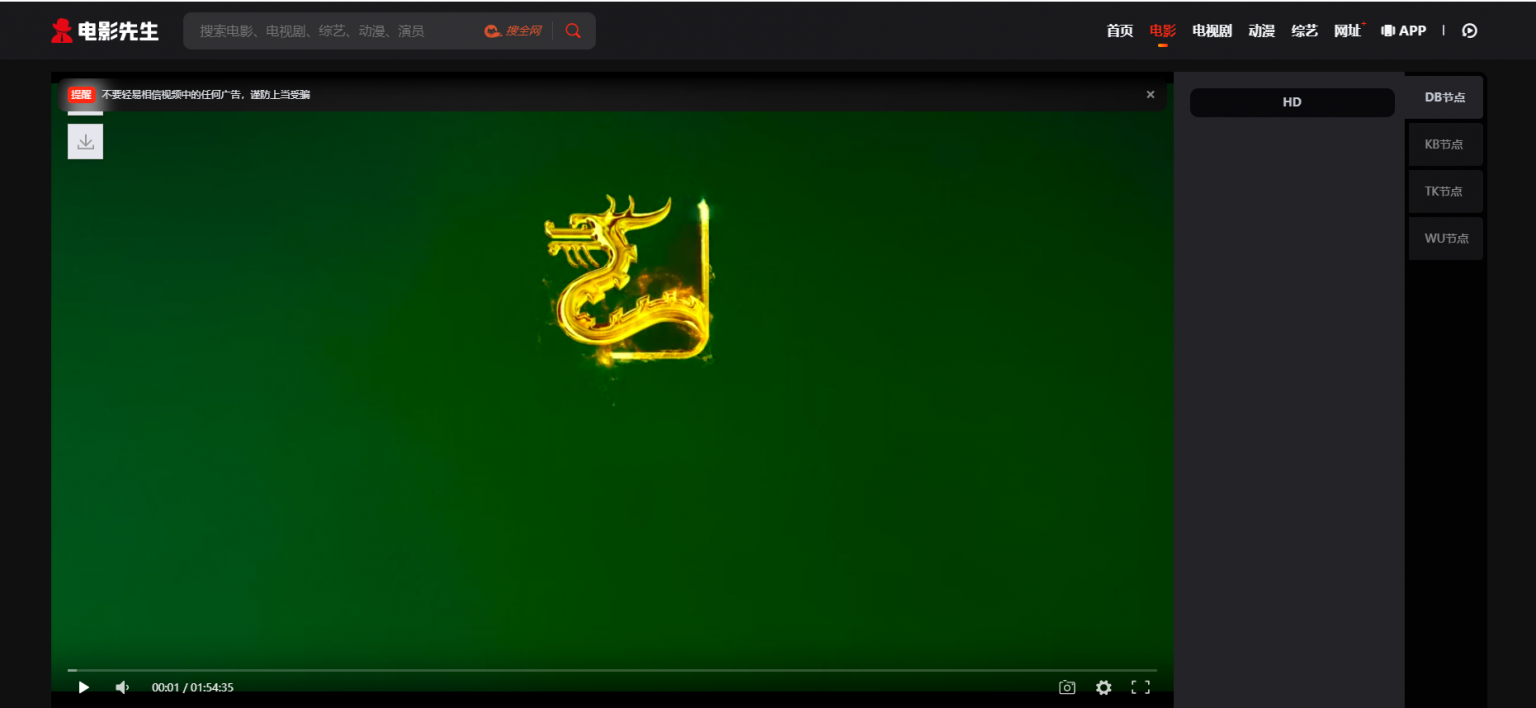 电影先生
搜索电影、电视剧、综艺、动漫、演员
搜全网
首页 电影 电视剧 动漫 综艺 网址+ APP
提醒 不要轻易相信视频中的任何广告，谨防上当受骗
HD
DB节点
KB节点
TK节点
WU节点
00:01 / 01:54:35